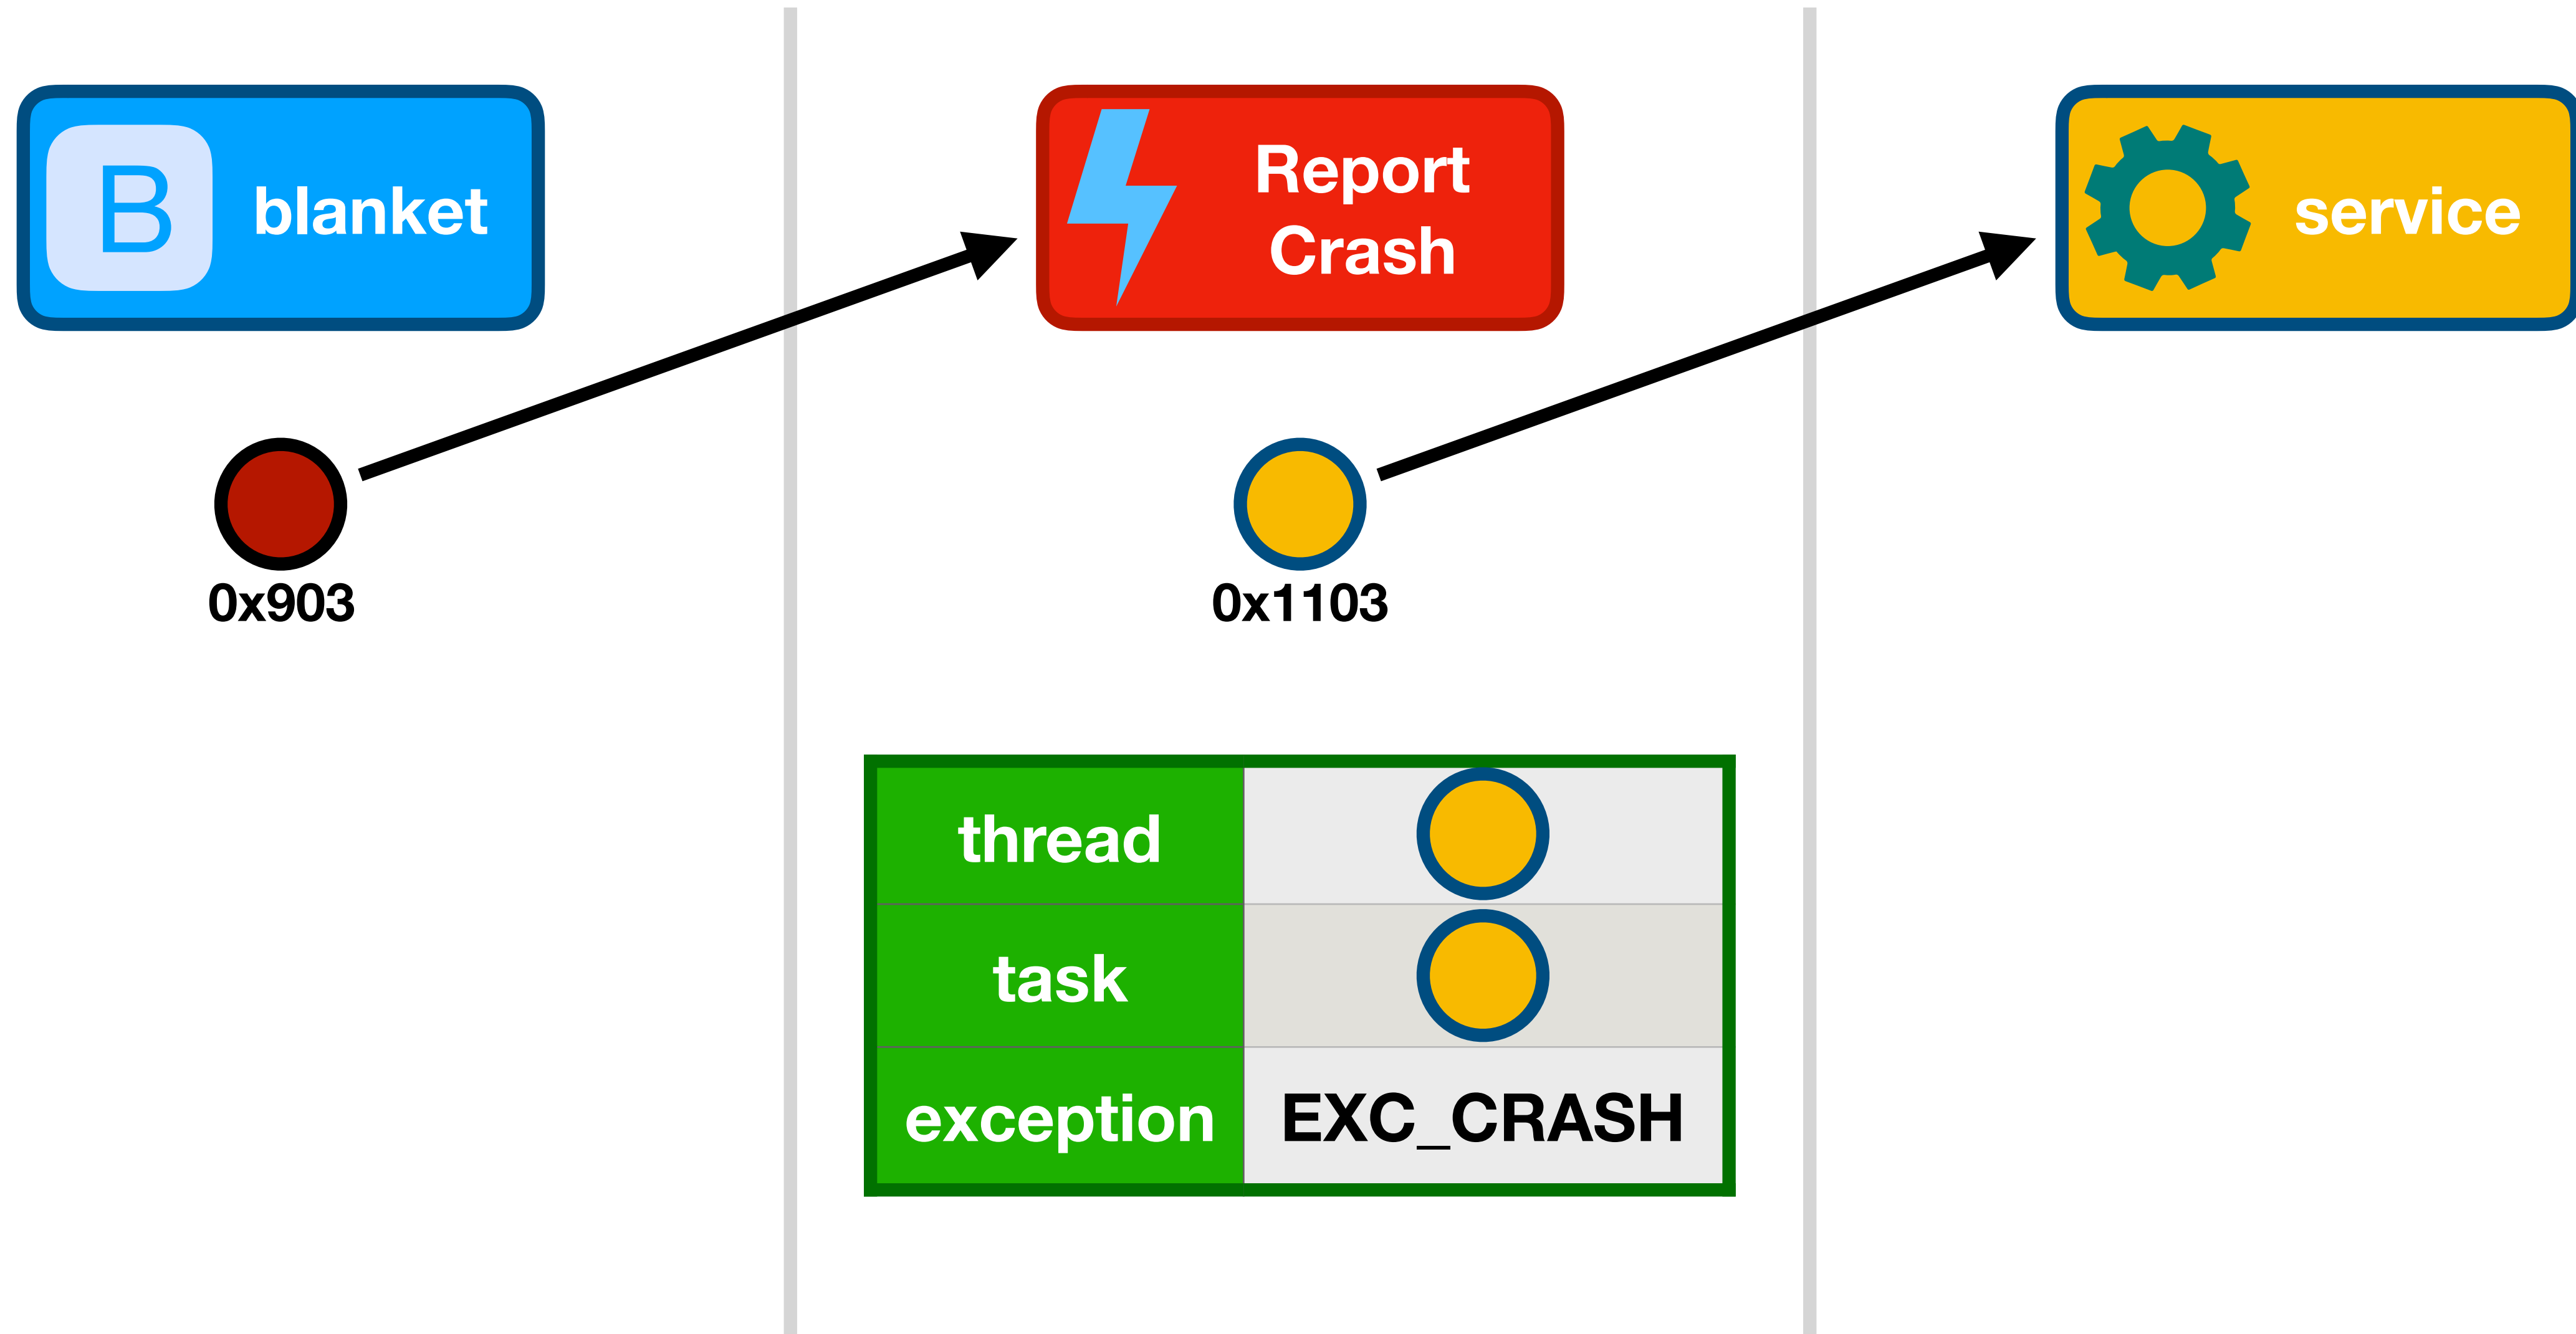 B
blanket
Report
Crash
service
0x903
0x1103
thread
task
exception
EXC_CRASH